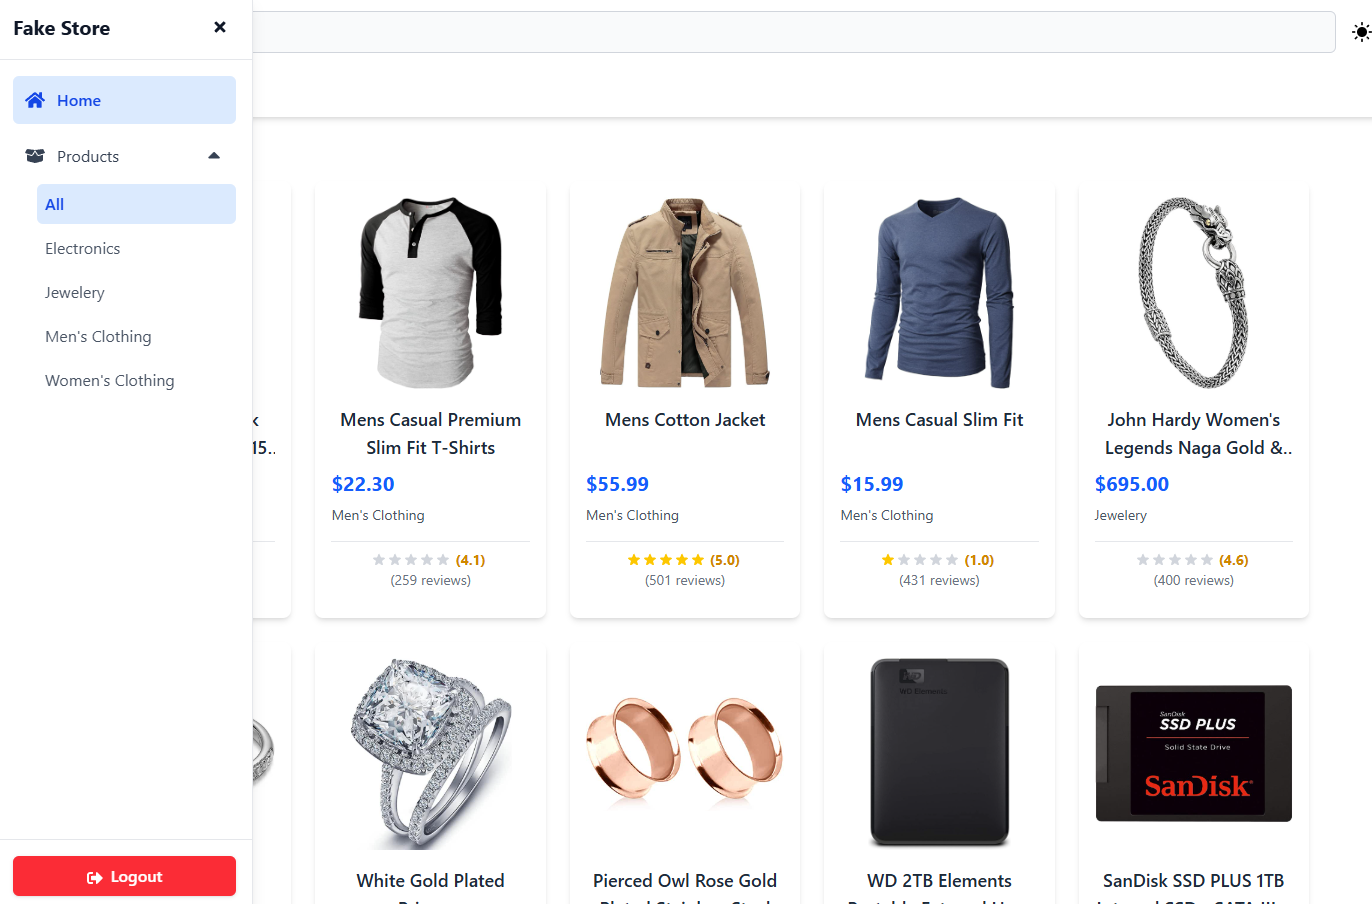 Fake Store
Home
Products
All
Electronics
Jewelery
Men's Clothing
Women's Clothing
Logout
k
15..
Mens Casual Premium
Slim Fit T-Shirts
$22.30
Men's Clothing
(4.1)
(259 reviews)
Mens Cotton Jacket
$55.99
Men's Clothing
(5.0)
(501 reviews)
Mens Casual Slim Fit
$15.99
Men's Clothing
(1.0)
(431 reviews)
John Hardy Women's
Legends Naga Gold &..
$695.00
Jewelery
(4.6)
(400 reviews)
White Gold Plated
WD
WD Elements
SanDisk
SSD PLUS
Solid State Drive
SanDisk
Pierced Owl Rose Gold
WD 2TB Elements
SanDisk SSD PLUS 1TB